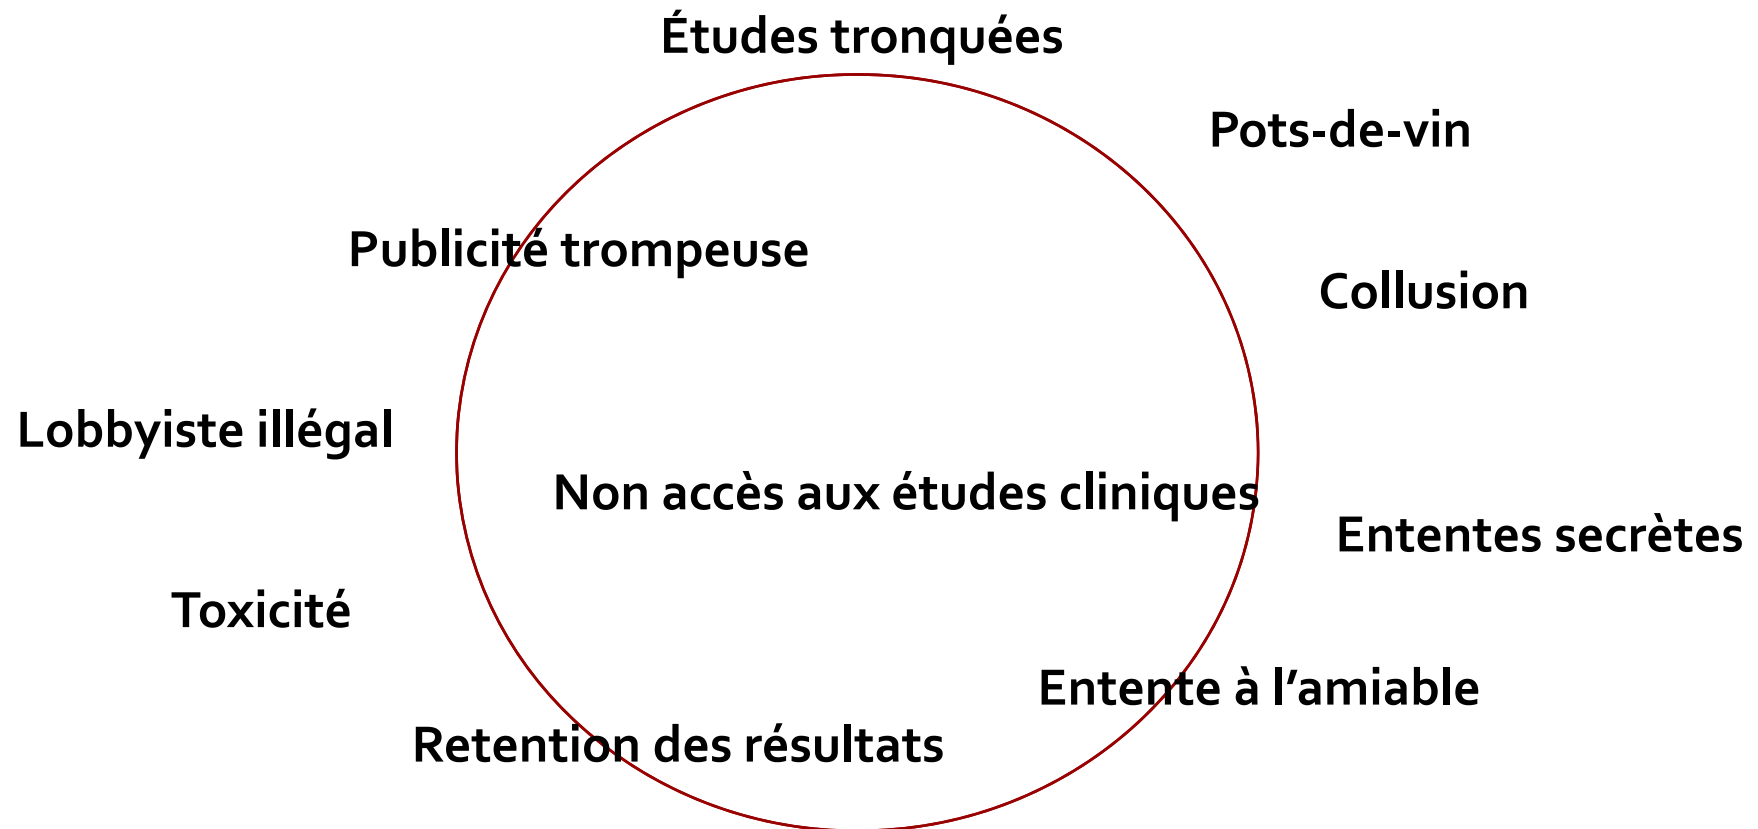 Études tronquées
Pots-de-vin
Publicité trompeuse
Collusion
Lobbyiste illégal
Non accès aux études cliniques
Ententes secrètes
Toxicité
Entente à l’amiable
Retention des résultats